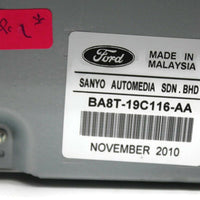 Ford
MADE IN
MALAYSIA
SANYO AUTOMEDIA SDN.BHD
BA8T-19C116-AA
NOVEMBER 2010